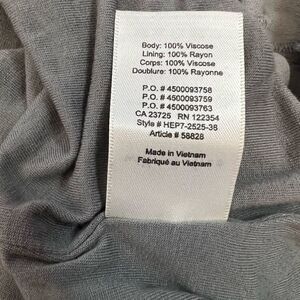 Body: 100% Viscose
Lining: 100% Rayon
Corps: 100% Viscose
Doublure: 100% Rayonne
P.O. # 4500093758
P.O. # 4500093759
P.O. # 4500093763
CA 23725 RN 122354
Style # HEP7-2525-38
Article # 58828
Made in Vietnam
Fabriqué au Vietnam